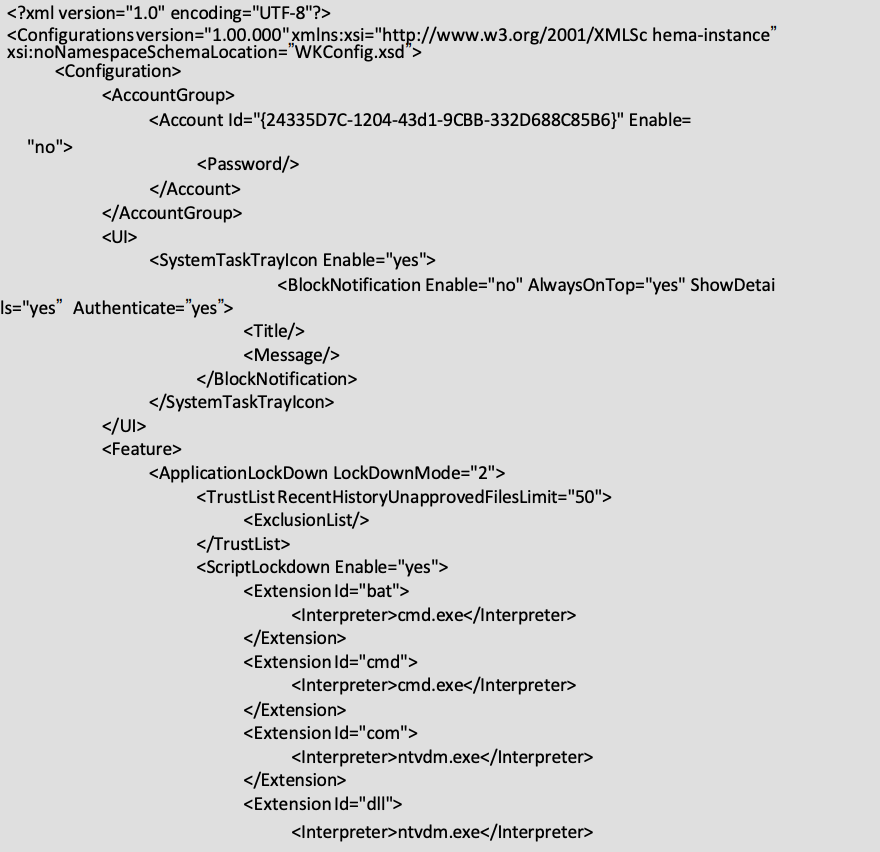 <?xml version="1.0" encoding="UTF-8"?>
<Configurations version="1.00.000" xmlns:xsi="http://www.w3.org/2001/XMLSc hema-instance”
xsi:noNamespaceSchemaLocation=”WKConfig.xsd”>
<Configuration>
<AccountGroup>
<Account Id="{24335D7C-1204-43d1-9CBB-332D688C85B6}" Enable=
"no">
<Password/>
</Account>
</AccountGroup>
<UI>
<SystemTaskTrayIcon Enable="yes">
<BlockNotification Enable="no" AlwaysOnTop="yes" ShowDetai
ls="yes” Authenticate=”yes”>
<Title/>
<Message/>
</BlockNotification>
</SystemTaskTrayIcon>
</UI>
<Feature>
<ApplicationLockDown LockDownMode="2">
<TrustList RecentHistoryUnapprovedFilesLimit="50">
<ExclusionList/>
</TrustList>
<ScriptLockdown Enable="yes">
<Extension Id="bat">
<Interpreter>cmd.exe</Interpreter>
</Extension>
<Extension Id="cmd">
<Interpreter>cmd.exe</Interpreter>
</Extension>
<Extension Id="com">
<Interpreter>ntvdm.exe</Interpreter>
</Extension>
<Extension Id="dll">
<Interpreter>ntvdm.exe</Interpreter>